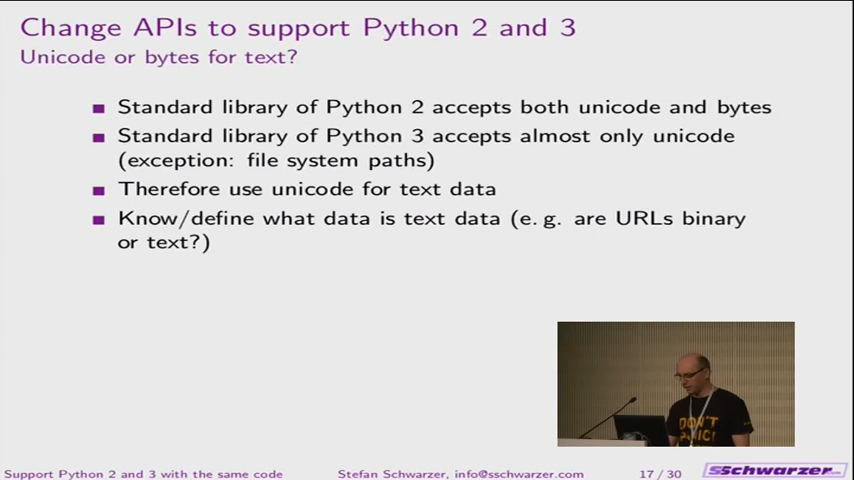 Change APIs to support Python 2 and 3
Unicode or bytes for text?
Standard library of Python 2 accepts both unicode and bytes
Standard library of Python 3 accepts almost only unicode
(exception: file system paths)
Therefore use unicode for text data
Know/define what data is text data (e. g. are URLs binary
or text?)
DON'T
PANIC!
Support Python 2 and 3 with the same code
Stefan Schwarzer, info@sschwarzer.com
17 / 30
SSchwarzer.com